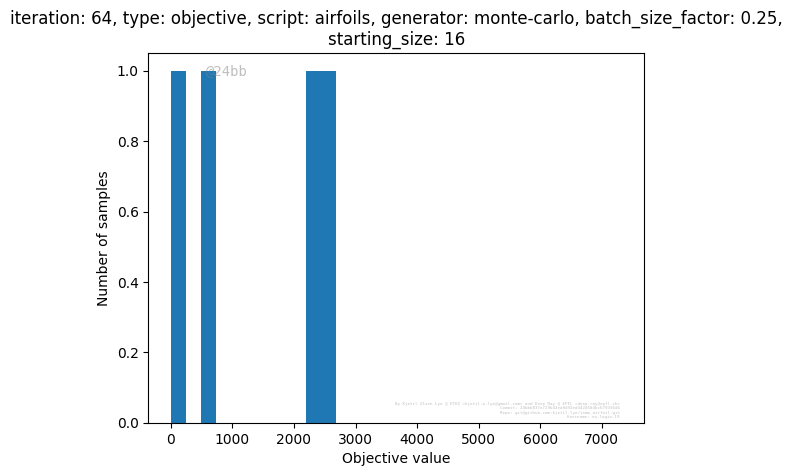 iteration: 64, type: objective, script: airfoils, generator: monte-carlo, batch_size_factor: 0.25,
starting_size: 16
@24bb
1.0
0.8
0.6
0.4
0.2
0.0
Number of samples
0 1000 2000 3000 4000 5000 6000 7000
Objective value